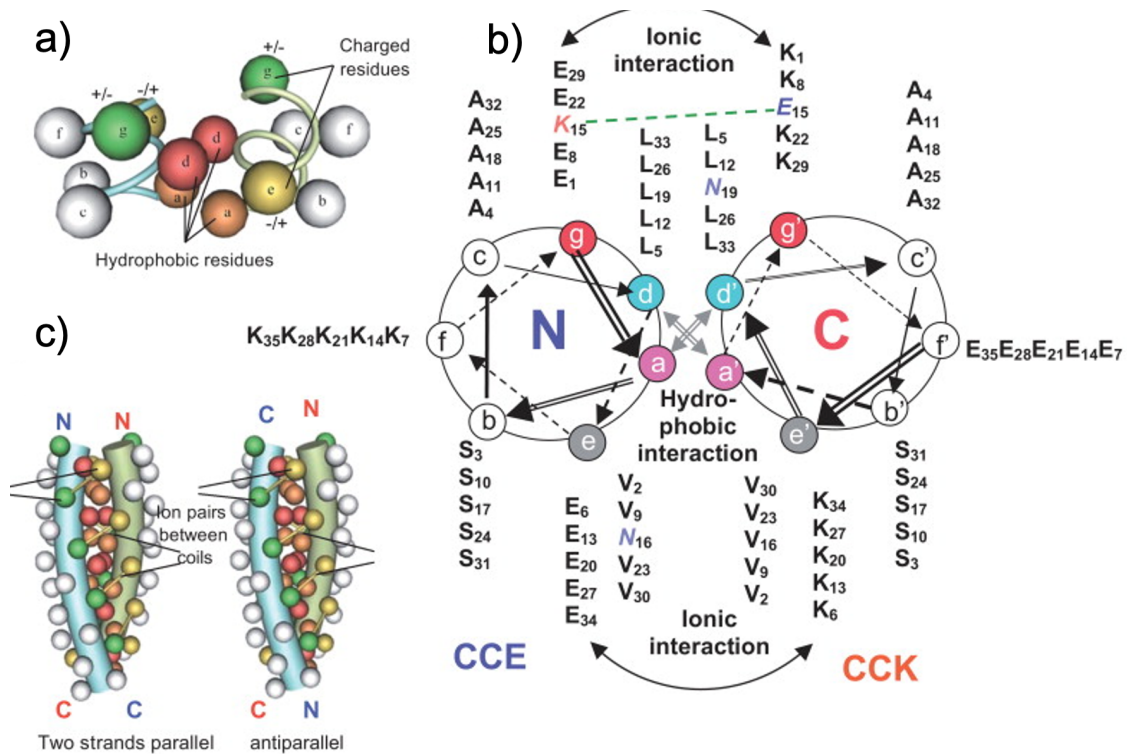 a)
+/-
Charged
residues
g
-/+
+/-
e
c
f
f
g
d
d
b
a
a
e
b
c
-/+
Hydrophobic residues
b)
Ionic
interaction
E29
E22
K15
E8
E1
K1
K8
E15
K22
K29
A32
A25
A18
A11
A4
L33
L26
L19
L12
L5
L5
L12
N19
L26
L33
A4
A11
A18
A25
A32
g
g'
c
c'
d
d'
N
C
f
f'
K35K28K21K14K7
E35E28E21E14E7
a
a'
b
b'
e
e'
Hydro-
phobic
interaction
S3
S10
S17
S24
S31
E6
E13
E20
E27
E34
V2
V9
N16
V23
V30
V30
V23
V16
V9
V2
K34
K27
K20
K13
K6
S31
S24
S17
S10
S3
Ionic
interaction
CCE
CCK
c)
N N
C N
Ion pairs
between
coils
C C
C N
Two strands parallel
antiparallel